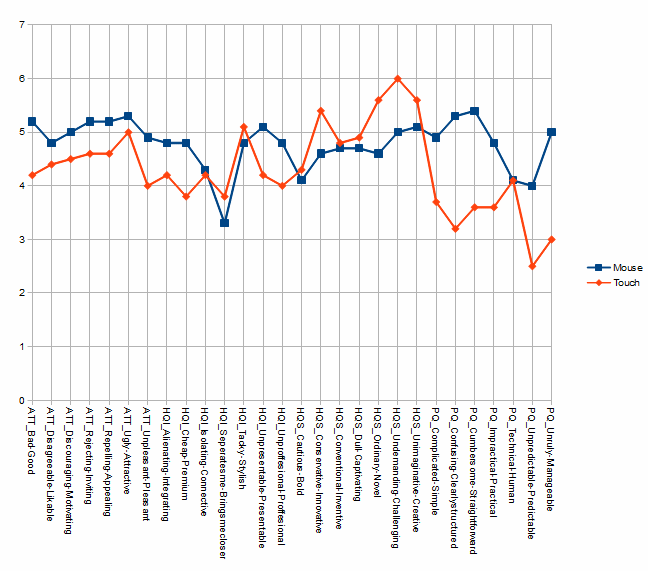 7
6
5
4
3
2
1
0
Mouse
Touch
ATT_Bad-Good
ATT_Disagreeable-Likable
ATT_Discouraging-Motivating
ATT_Rejecting-Inviting
ATT_Repelling-Appealing
ATT_Ugly-Attractive
ATT_Unpleasant-Pleasant
HQI_Alienating-Integrating
HQI_Cheap-Premium
HQI_Isolating-Connective
HQI_Seperatesme-Bringsmecloser
HQI_Tacky-Stylish
HQI_Unpresentable-Presentable
HQI_Unproffesional-Proffesional
HQS_Cautious-Bold
HQS_Conservative-Innovative
HQS_Conventional-Inventive
HQS_Dull-Captivating
HQS_Ordinary-Novel
HQS_Undemanding-Challenging
HQS_Unimaginative-Creative
PQ_Complicated-Simple
PQ_Confusing-Clearlystructured
PQ_Cumbersome-Straightforward
PQ_Impractical-Practical
PQ_Technical-Human
PQ_Unpredictable-Predictable
PQ_Unruly-Manageable